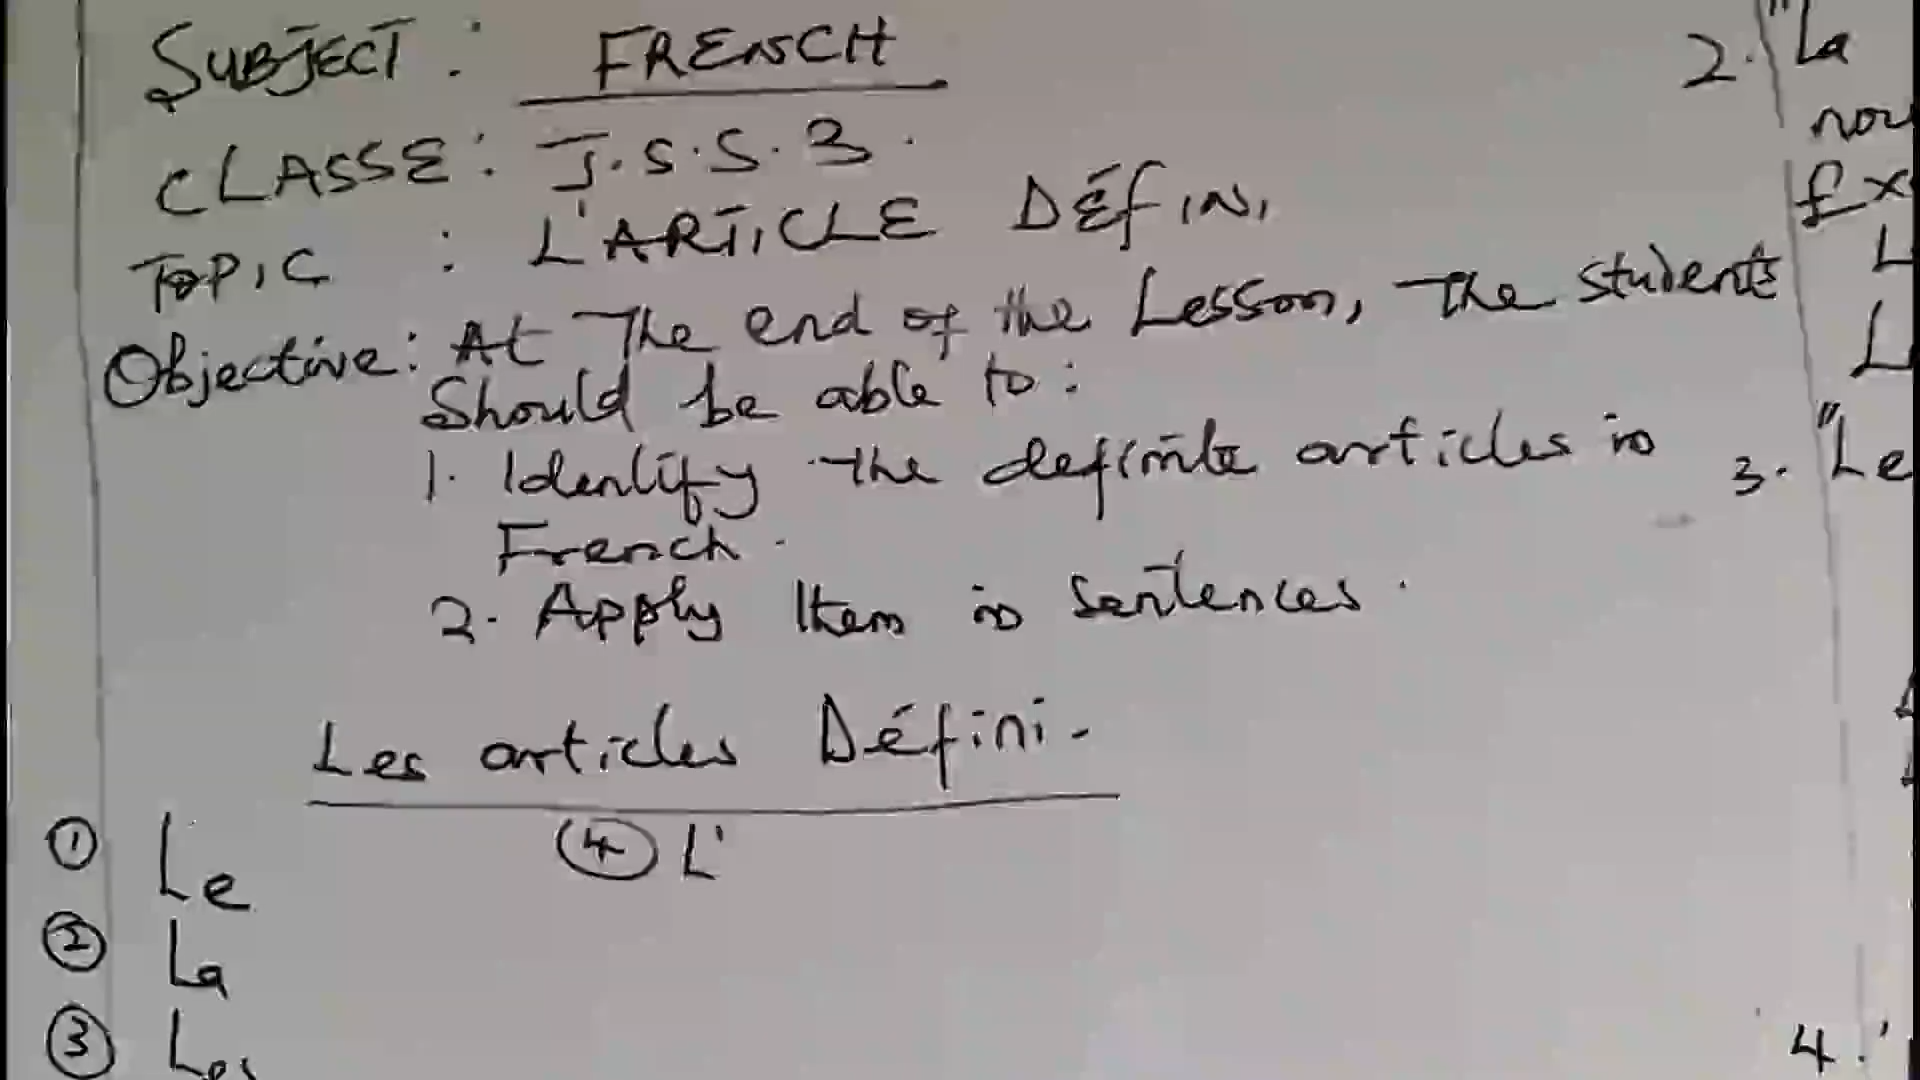 SUBJECT : FRENCH
CLASSE : J.S.S.3.
TOPIC : L'ARTICLE DÉFINI
Objective: At The end of the Lesson, The students
Should be able to:
1. Identify the definite articles in
French.
2. Apply them in sentences.
Les articles Défini.
① Le
④ L'
② La
③ Les
2. "La
Ex
L
L
3. "Le
4. '